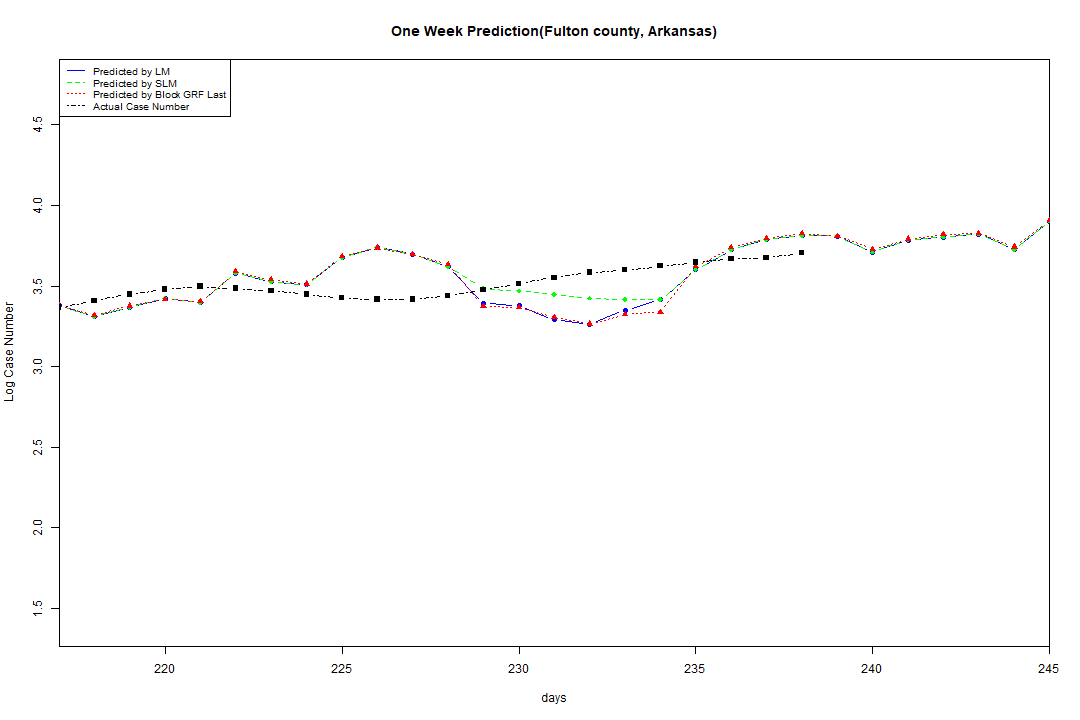 One Week Prediction(Fulton county, Arkansas)
Predicted by LM
Predicted by SLM
Predicted by Block GRF Last
Actual Case Number
4.5
4.0
3.5
3.0
2.5
2.0
1.5
Log Case Number
220 225 230 235 240 245
days